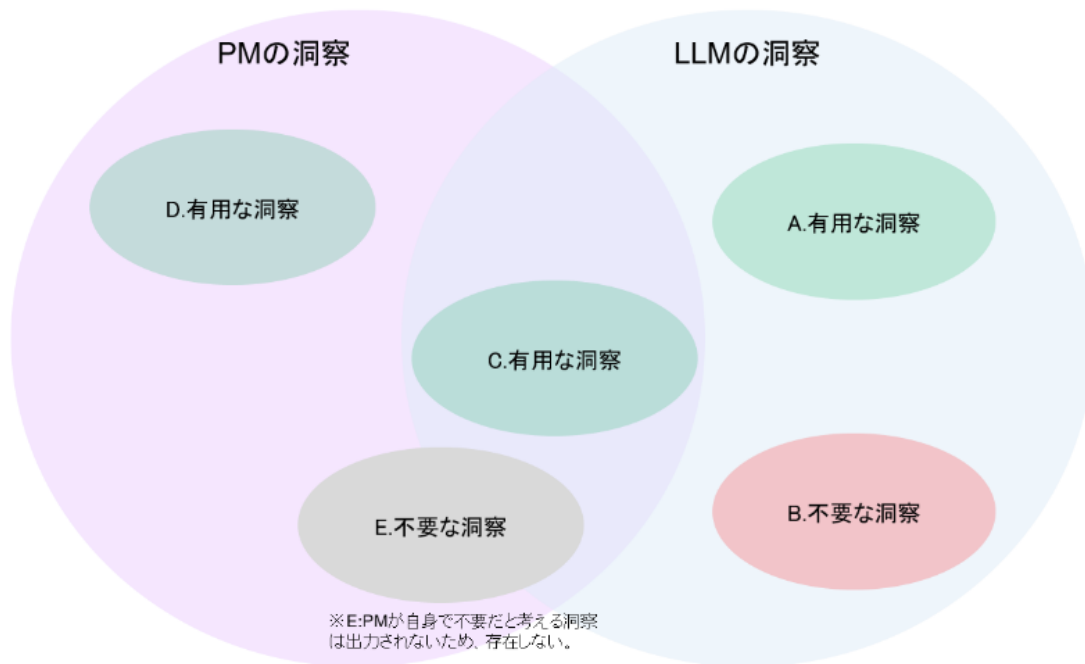 PMの洞察
LLMの洞察
D.有用な洞察
A.有用な洞察
C.有用な洞察
B.不要な洞察
E.不要な洞察
※E:PMが自身で不要だと考える洞察
は出力されないため、存在しない。